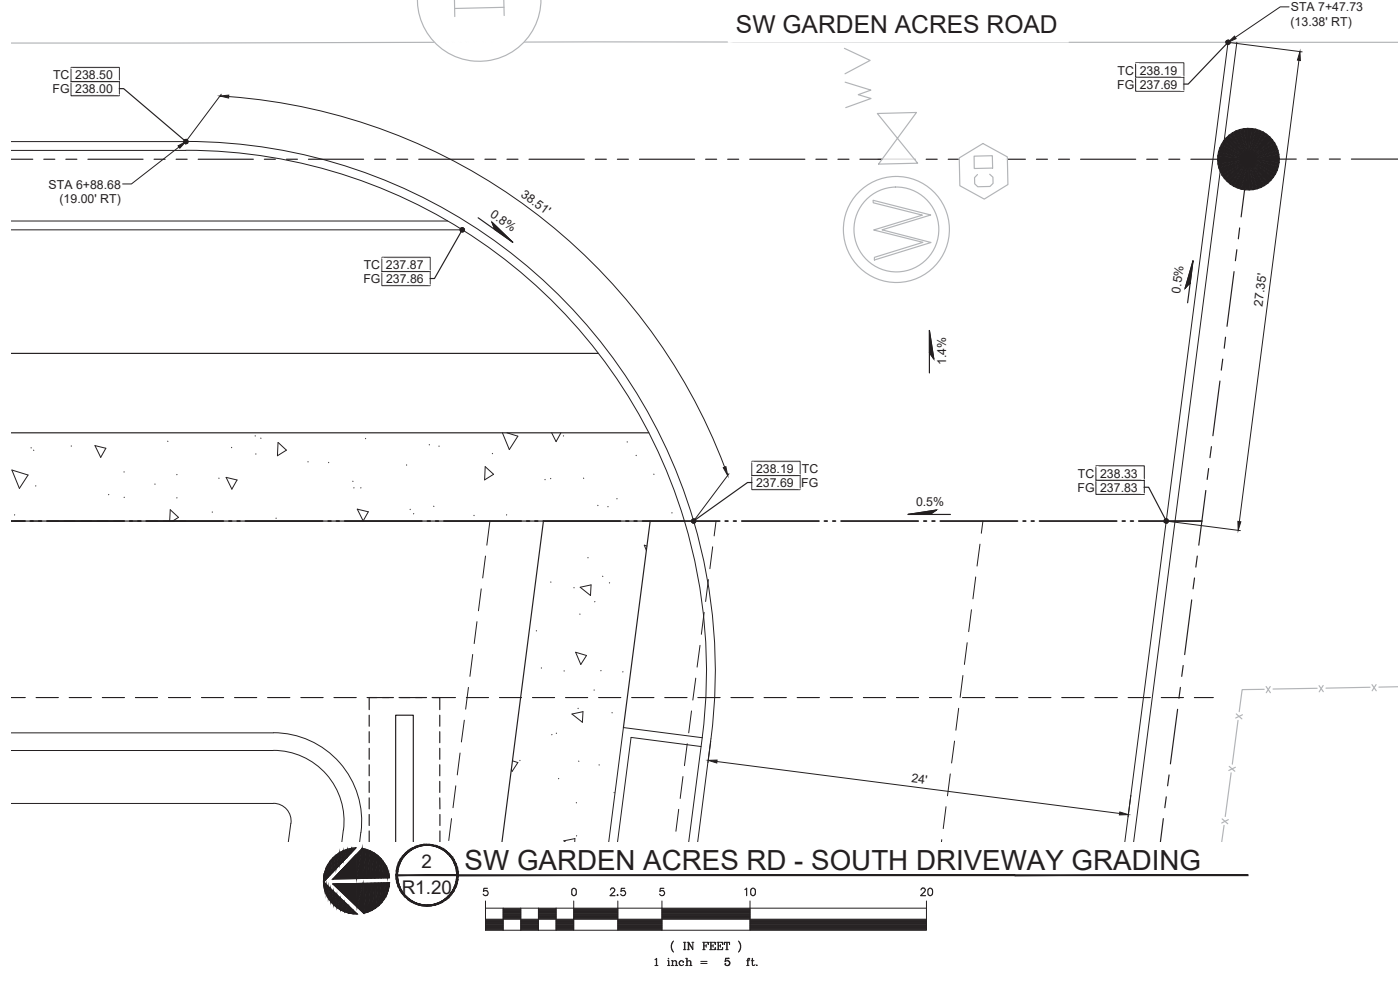 SW GARDEN ACRES ROAD
STA 7+47.73
(13.38' RT)
TC 238.50
FG 238.00
TC 238.19
FG 237.69
STA 6+88.68
(19.00' RT)
38.51'
0.8%
W
CD
W
TC 237.87
FG 237.86
0.5%
27.35'
1.4%
238.19 TC
237.69 FG
TC 238.33
FG 237.83
0.5%
x x x
x
x
x
24'
2
R1.20
SW GARDEN ACRES RD - SOUTH DRIVEWAY GRADING
5 0 2.5 5 10 20
( IN FEET )
1 inch = 5 ft.